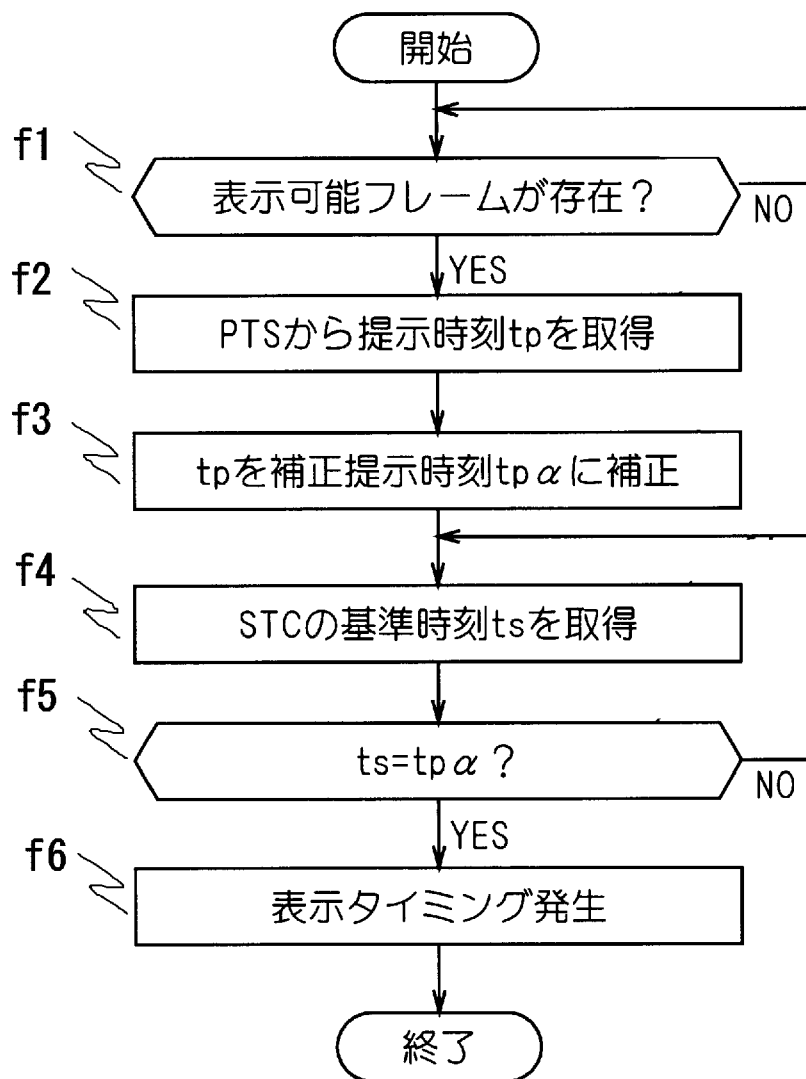 開始
f1
表示可能フレームが存在？
NO
YES
f2
PTSから提示時刻tpを取得
f3
tpを補正提示時刻tpαに補正
f4
STCの基準時刻tsを取得
f5
ts=tpα？
NO
YES
f6
表示タイミング発生
終了